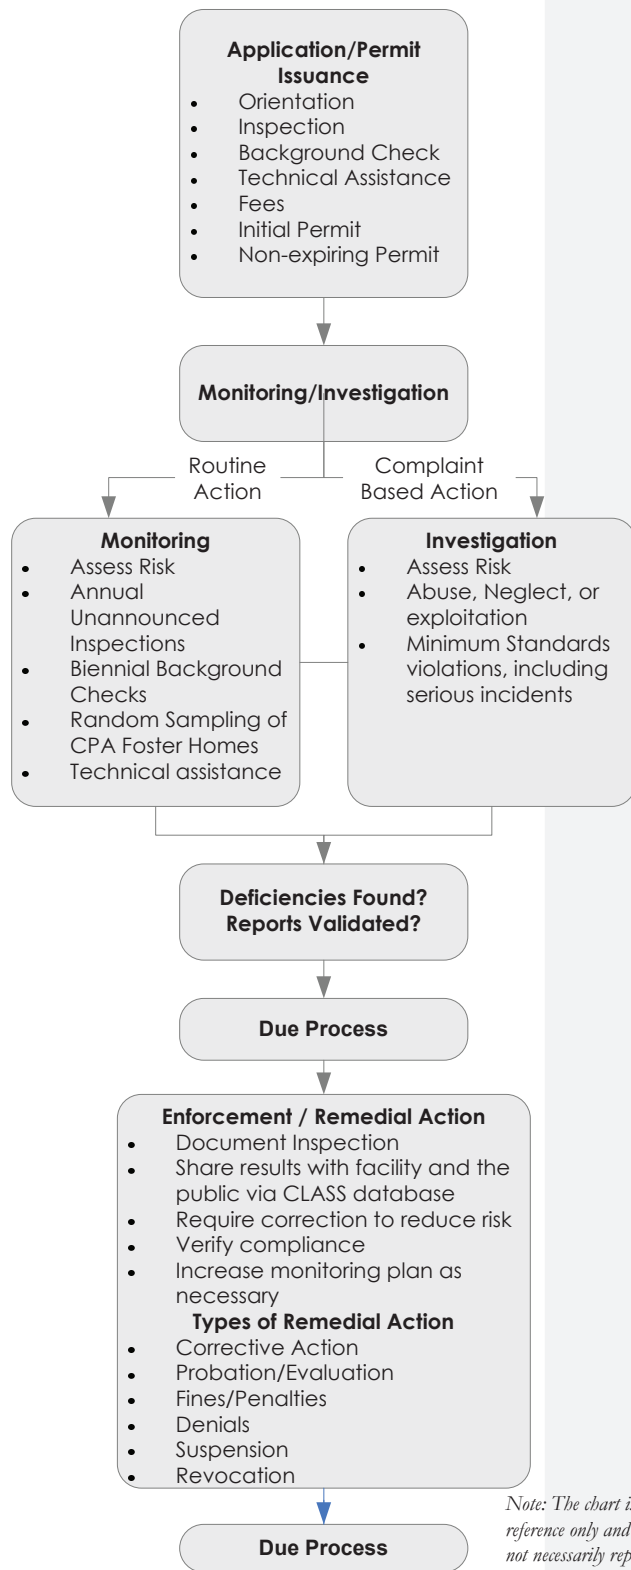 Application/Permit
Issuance
• Orientation
• Inspection
• Background Check
• Technical Assistance
• Fees
• Initial Permit
• Non-expiring Permit
Monitoring/Investigation
Routine
Action
Complaint
Based Action
Monitoring
• Assess Risk
• Annual
Unannounced
Inspections
• Biennial Background
Checks
• Random Sampling of
CPA Foster Homes
• Technical assistance
Investigation
• Assess Risk
• Abuse, Neglect, or
exploitation
• Minimum Standards
violations, including
serious incidents
Deficiencies Found?
Reports Validated?
Due Process
Enforcement / Remedial Action
• Document Inspection
• Share results with facility and the
public via CLASS database
• Require correction to reduce risk
• Verify compliance
• Increase monitoring plan as
necessary
Types of Remedial Action
• Corrective Action
• Probation/Evaluation
• Fines/Penalties
• Denials
• Suspension
• Revocation
Due Process
Note: The chart
reference only and
not necessarily